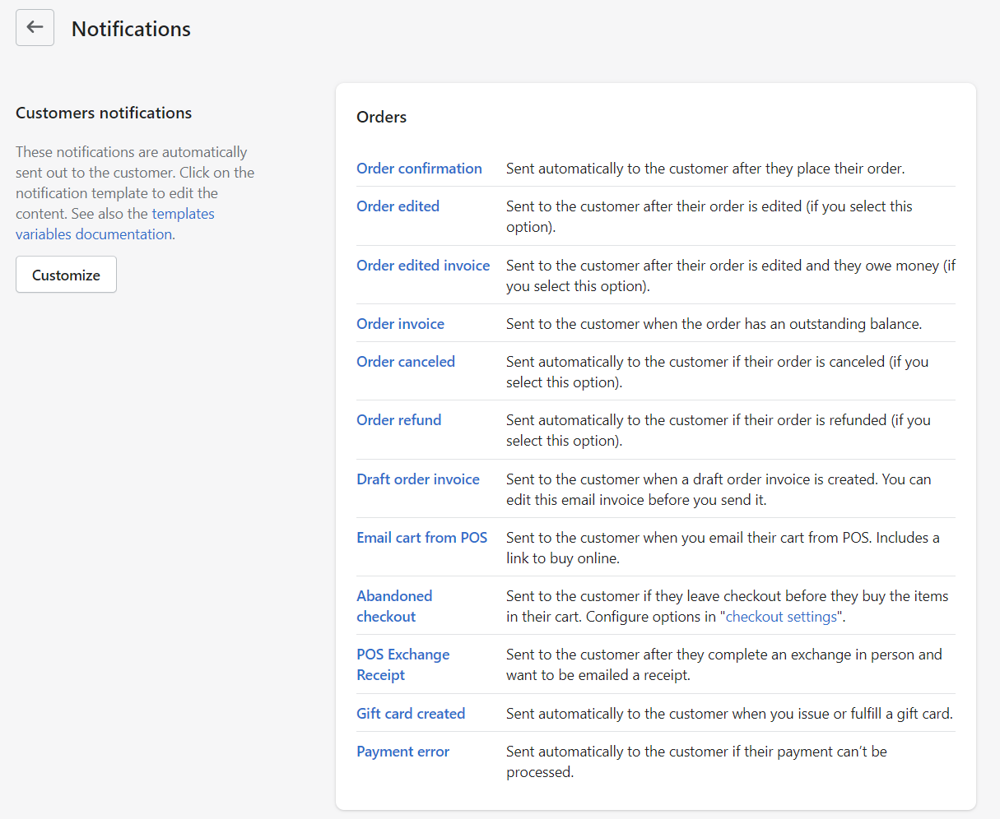 Notifications
Customers notifications
These notifications are automatically
sent out to the customer. Click on the
notification template to edit the
content. See also the templates
variables documentation.
Customize
Orders
Order confirmation Sent automatically to the customer after they place their order.
Order edited Sent to the customer after their order is edited (if you select this
option).
Order edited invoice Sent to the customer after their order is edited and they owe money (if
you select this option).
Order invoice Sent to the customer when the order has an outstanding balance.
Order canceled Sent automatically to the customer if their order is canceled (if you
select this option).
Order refund Sent automatically to the customer if their order is refunded (if you
select this option).
Draft order invoice Sent to the customer when a draft order invoice is created. You can
edit this email invoice before you send it.
Email cart from POS Sent to the customer when you email their cart from POS. Includes a
link to buy online.
Abandoned Sent to the customer if they leave checkout before they buy the items
checkout in their cart. Configure options in "checkout settings".
POS Exchange Sent to the customer after they complete an exchange in person and
Receipt want to be emailed a receipt.
Gift card created Sent automatically to the customer when you issue or fulfill a gift card.
Payment error Sent automatically to the customer if their payment can’t be
processed.